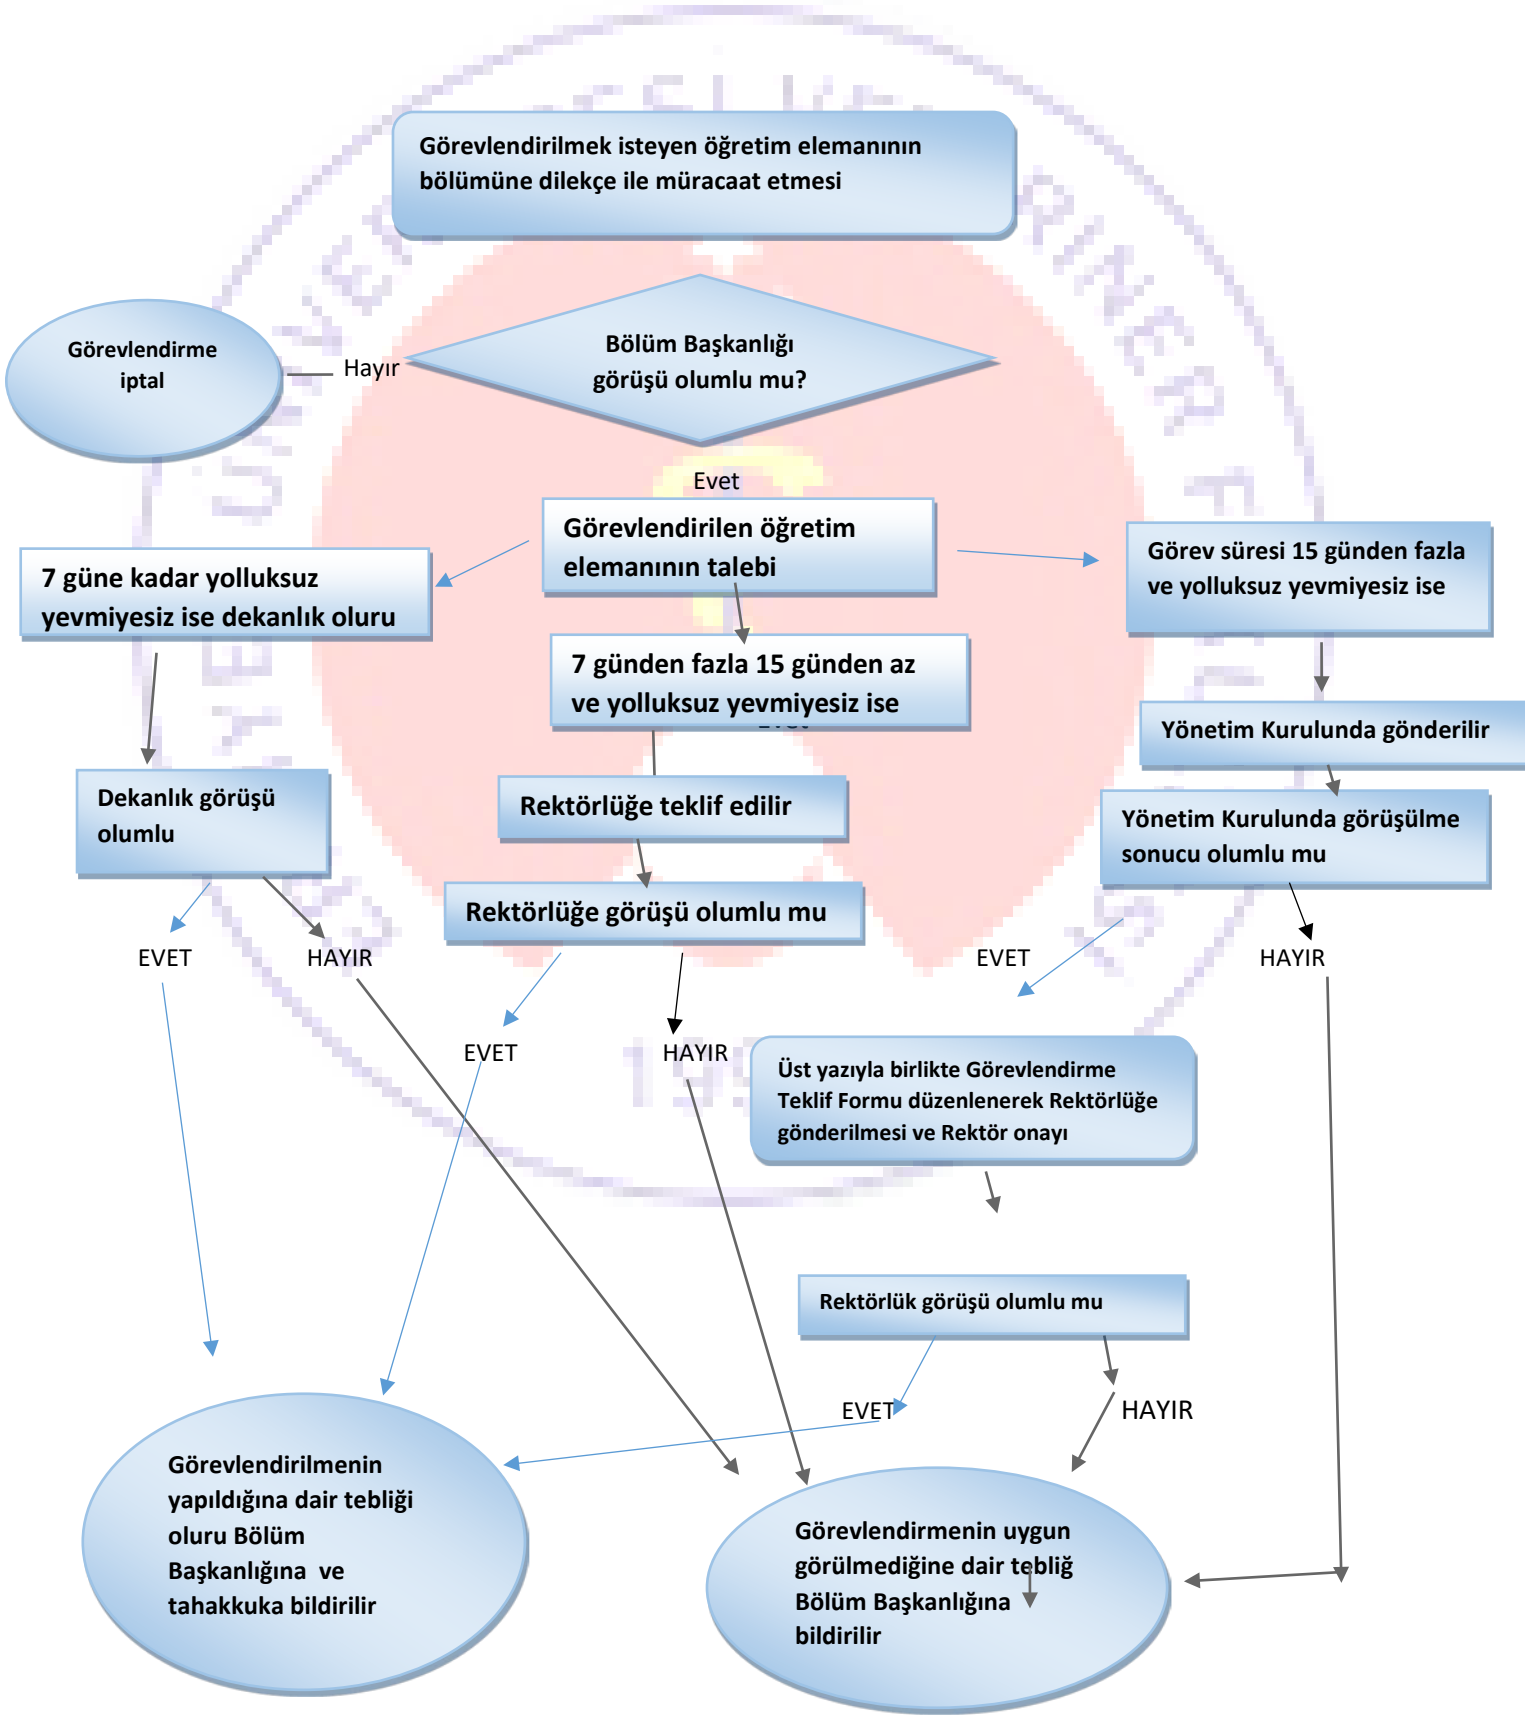 Görevlendirilmek isteyen öğretim elemanının
bölümüne dilekçe ile müracaat etmesi
Görevlendirme
iptal
Hayır
Bölüm Başkanlığı
görüşü olumlu mu?
Evet
Görevlendirilen öğretim
elemanının talebi
7 güne kadar yolluksuz
yevmiyesiz ise dekanlık oluru
Görev süresi 15 günden fazla
ve yolluksuz yevmiyesiz ise
7 günden fazla 15 günden az
ve yolluksuz yevmiyesiz ise
Yönetim Kurulunda gönderilir
Dekanlık görüşü
olumlu
Rektörlüğe teklif edilir
Yönetim Kurulunda görüşülme
sonucu olumlu mu
Rektörlüğe görüşü olumlu mu
EVET
HAYIR
EVET
HAYIR
EVET
HAYIR
Üst yazıyla birlikte Görevlendirme
Teklif Formu düzenlenerek Rektörlüğe
gönderilmesi ve Rektör onayı
Rektörlük görüşü olumlu mu
EVET
HAYIR
Görevlendirilmenin
yapıldığına dair tebliği
oluru Bölüm
Başkanlığına ve
tahakkuka bildirilir
Görevlendirmenin uygun
görülmediğine dair tebliğ
Bölüm Başkanlığına
bildirilir